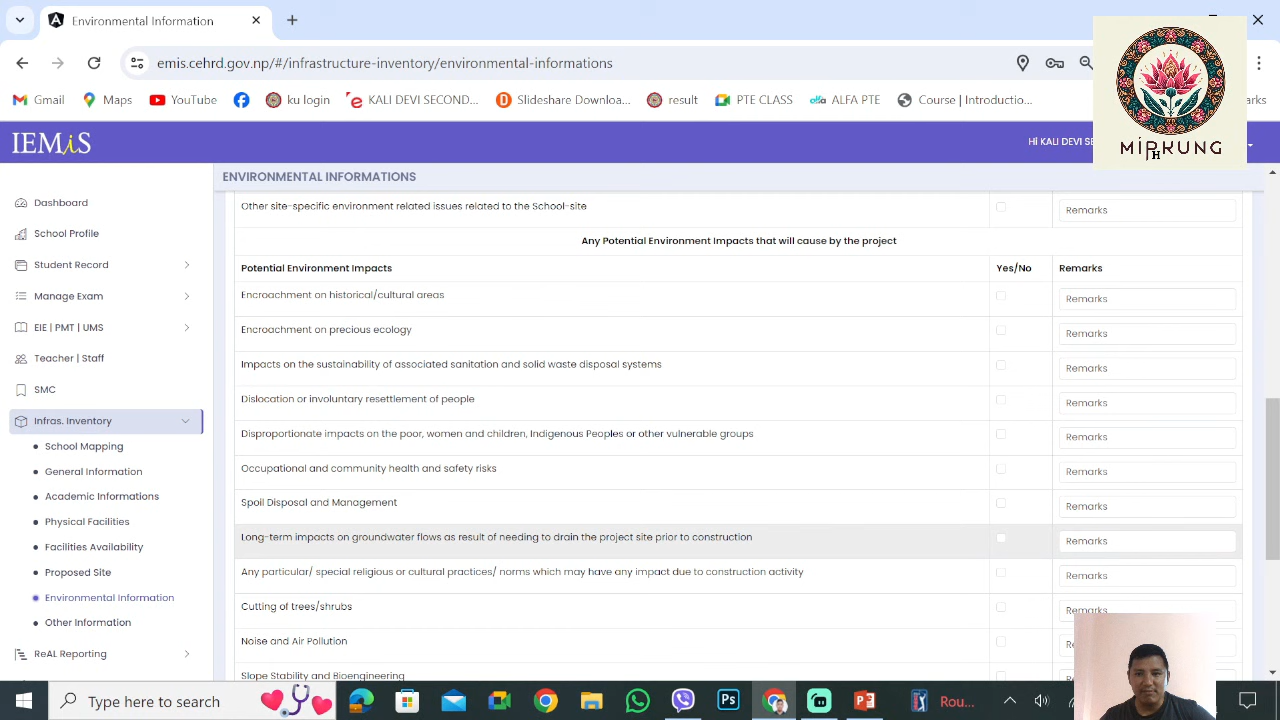 Environmental Information
emis.cehrd.gov.np/#/infrastructure-inventory/environmental-informations
Gmail
Maps
YouTube
ku login
KALI DEVI SECOND...
Slideshare Downloa...
result
PTE CLASS
ALFA PTE
Course | Introductio...
IEMiS
Hi KALI DEVI SE
MIRKUNG
H
ENVIRONMENTAL INFORMATIONS
Dashboard
School Profile
Student Record
Manage Exam
EIE | PMT | UMS
Teacher | Staff
SMC
Infras. Inventory
School Mapping
General Information
Academic Informations
Physical Facilities
Facilities Availability
Proposed Site
Environmental Information
Other Information
ReAL Reporting
Other site-specific environment related issues related to the School-site Remarks
Any Potential Environment Impacts that will cause by the project
Potential Environment Impacts Yes/No Remarks
Encroachment on historical/cultural areas Remarks
Encroachment on precious ecology Remarks
Impacts on the sustainability of associated sanitation and solid waste disposal systems Remarks
Dislocation or involuntary resettlement of people Remarks
Disproportionate impacts on the poor, women and children, Indigenous Peoples or other vulnerable groups Remarks
Occupational and community health and safety risks Remarks
Spoil Disposal and Management Remarks
Long-term impacts on groundwater flows as result of needing to drain the project site prior to construction Remarks
Any particular/ special religious or cultural practices/ norms which may have any impact due to construction activity Remarks
Cutting of trees/shrubs Remarks
Noise and Air Pollution Re
Slope Stability and Bioengineering
Type here to search
Rou...